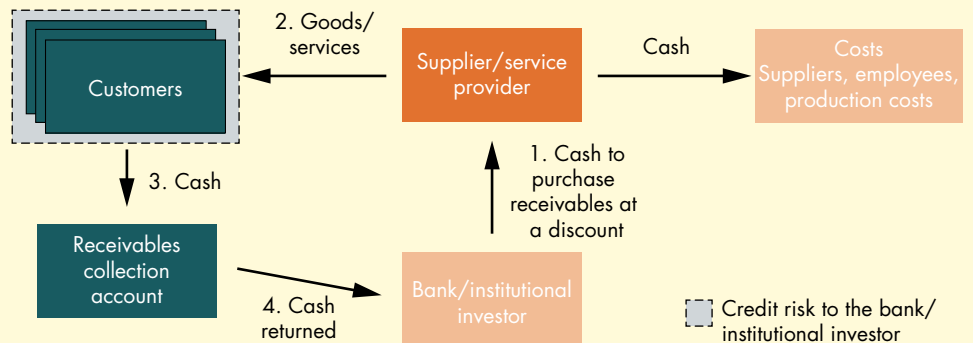 2. Goods/
services
Customers
Supplier/service
provider
Cash
Costs
Suppliers, employees,
production costs
3. Cash
1. Cash to
purchase
receivables at
a discount
Receivables
collection
account
4. Cash
returned
Bank/institutional
investor
Credit risk to the bank/
institutional investor